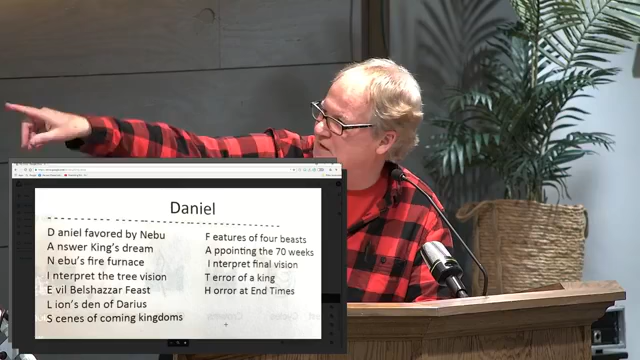 Daniel
D aniel favored by Nebu
A nswer King's dream
N ebu's fire furnace
I nterpret the tree vision
E vil Belshazzar Feast
L ion's den of Darius
S cenes of coming kingdoms
F eatures of four beasts
A ppointing the 70 weeks
I nterpret final vision
T error of a king
H orror at End Times